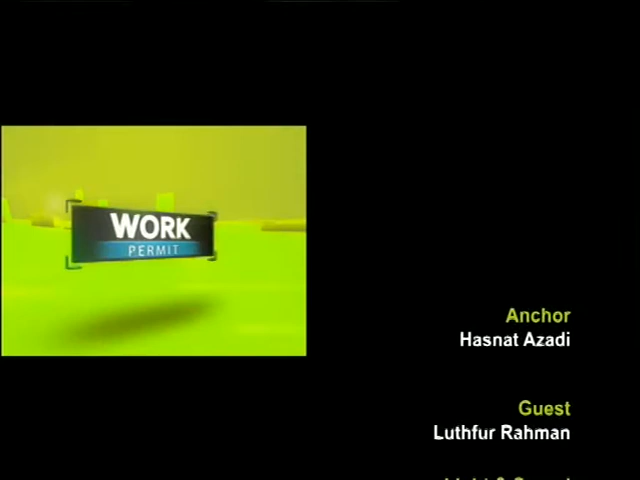 WORK
PERMIT
Anchor
Hasnat Azadi
Guest
Luthfur Rahman